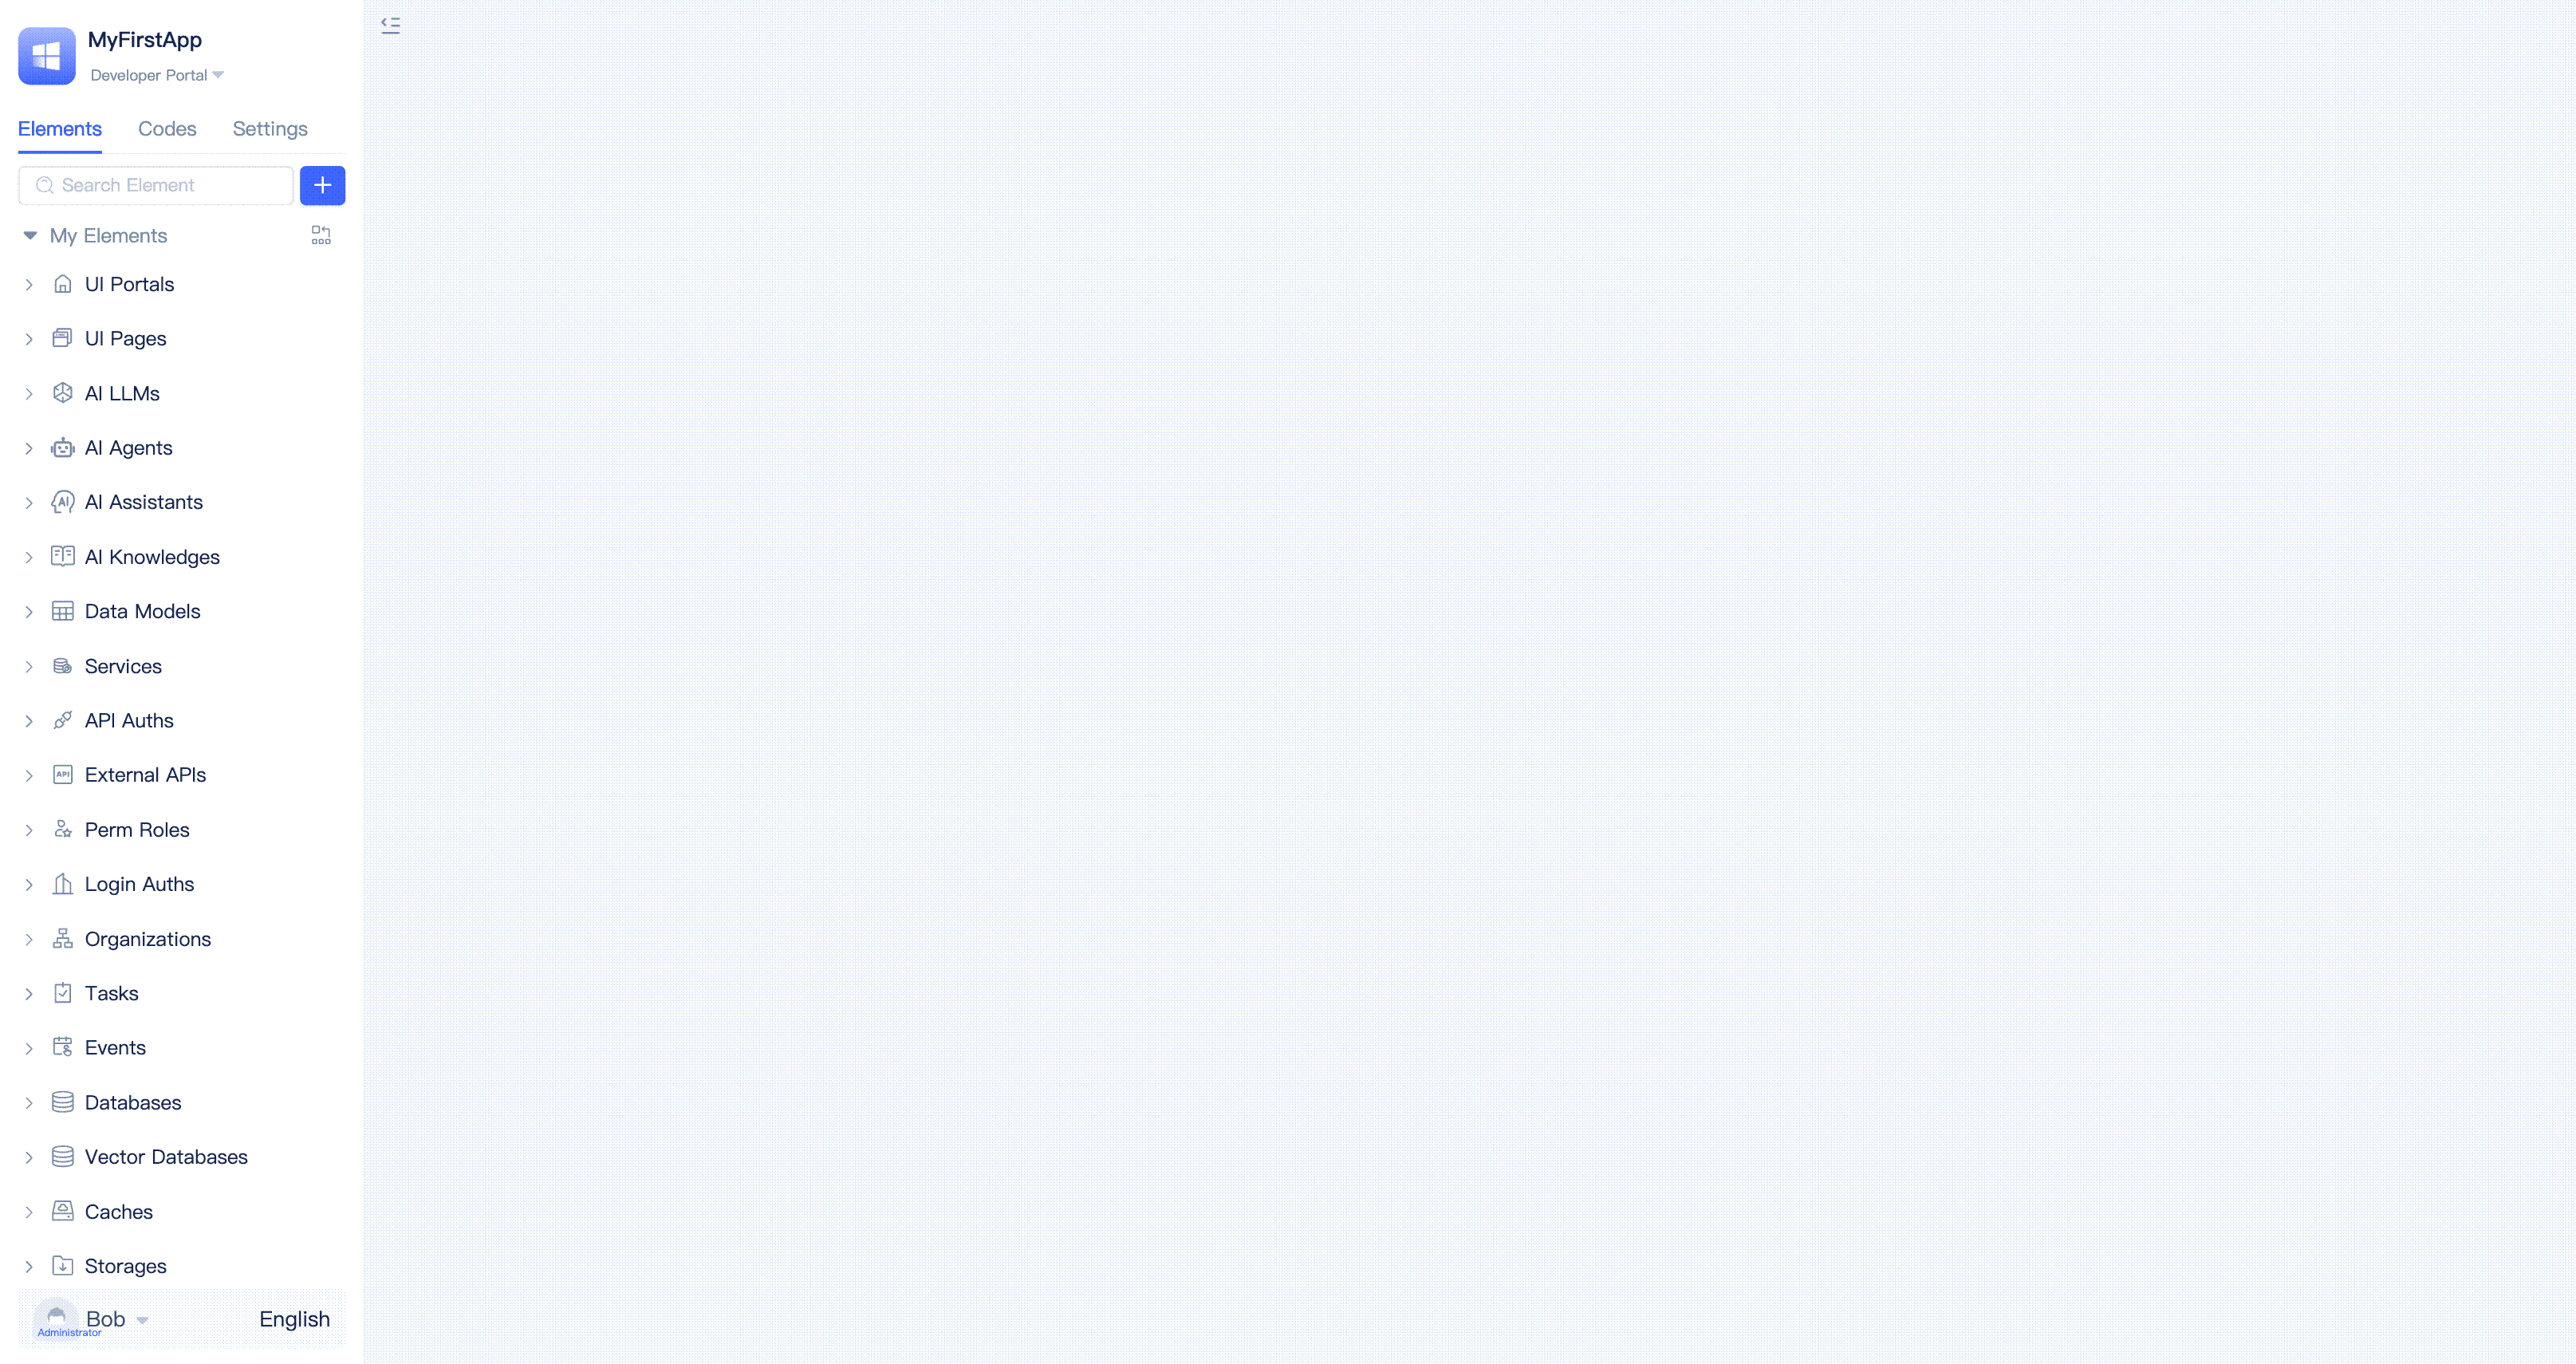 MyFirstApp
Developer Portal
Elements Codes Settings
Search Element
My Elements
UI Portals
UI Pages
AI LLMs
AI Agents
AI Assistants
AI Knowledges
Data Models
Services
API Auths
External APIs
Perm Roles
Login Auths
Organizations
Tasks
Events
Databases
Vector Databases
Caches
Storages
Bob English
Administrator